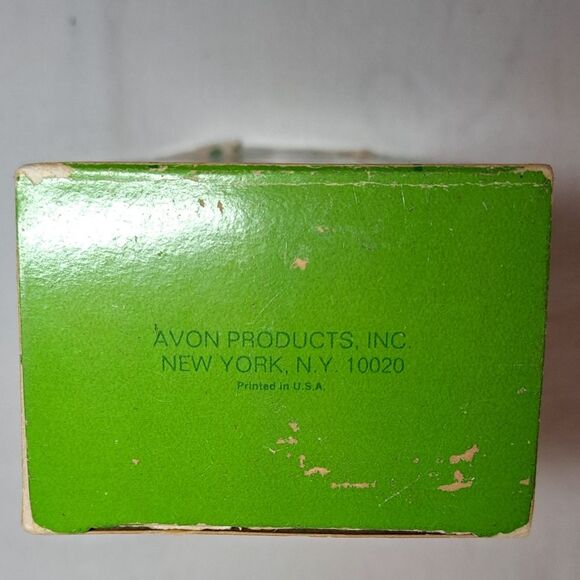 AVON PRODUCTS, INC.
NEW YORK, N.Y. 10020
Printed in U.S.A.